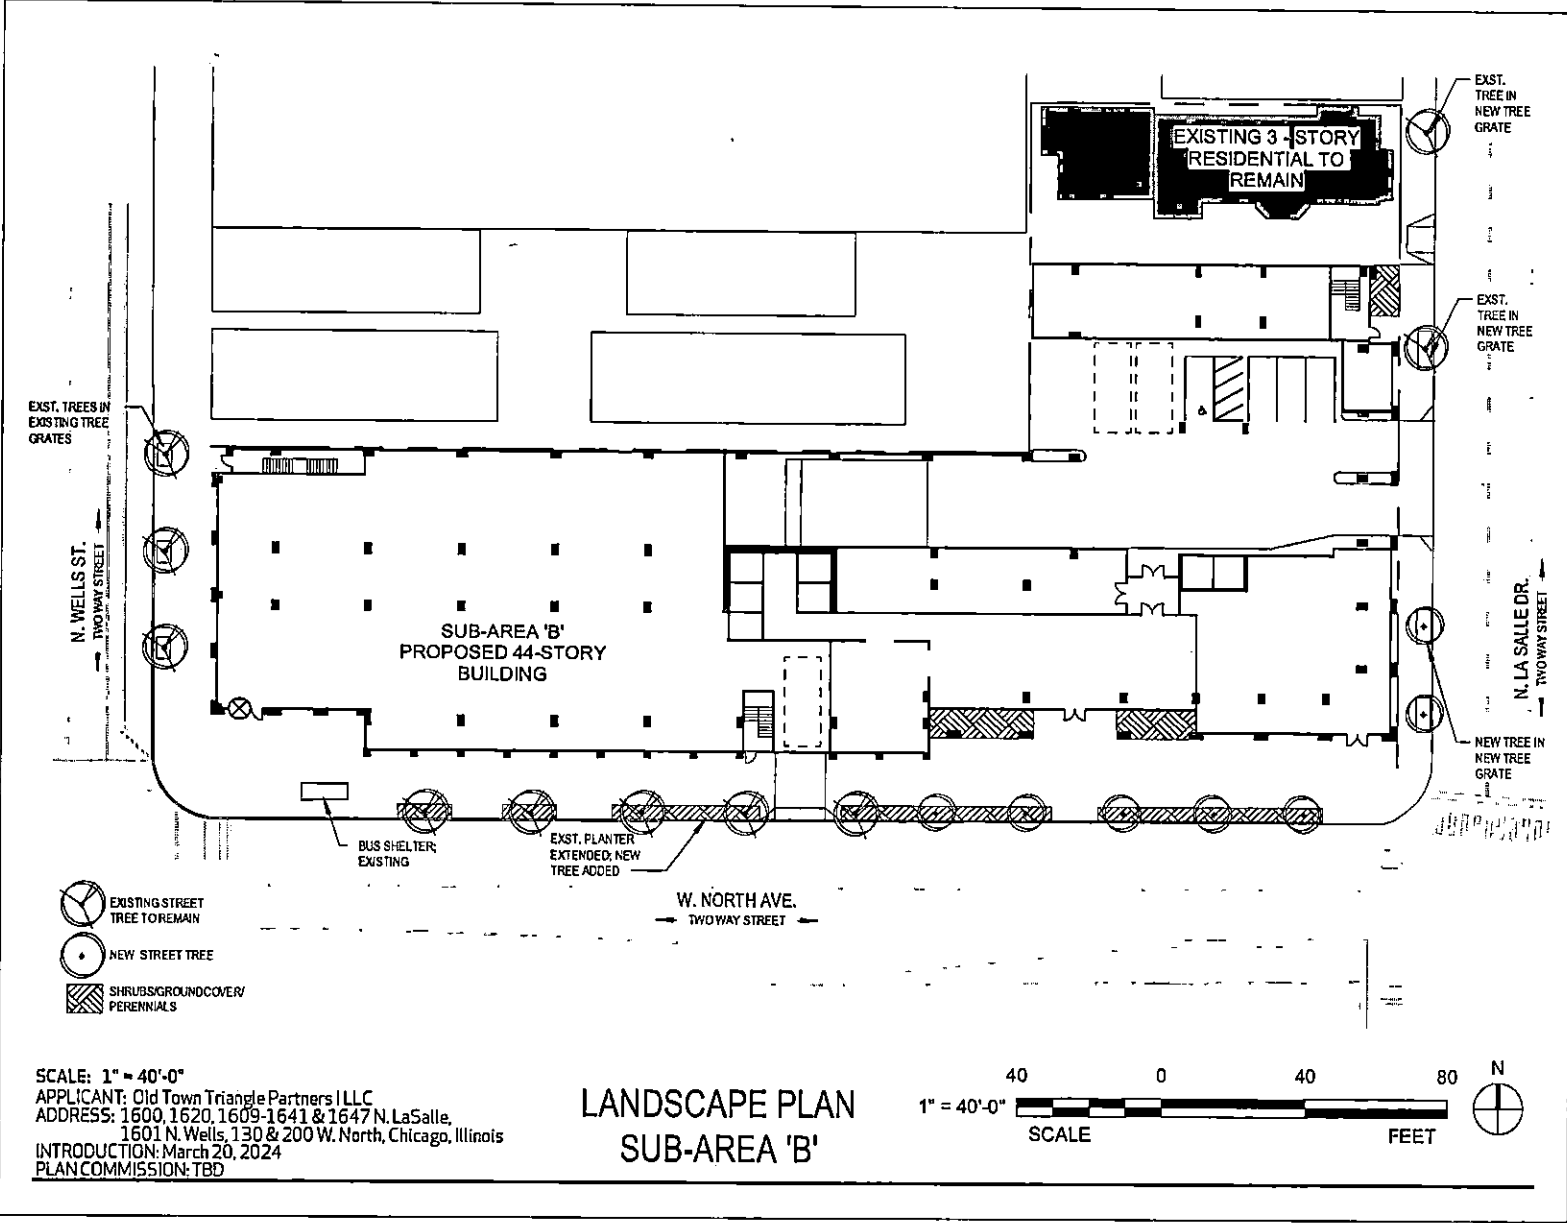 EXST.
TREE IN
NEW TREE
GRATE
EXISTING 3 - STORY
RESIDENTIAL TO
REMAIN
EXST.
TREE IN
NEW TREE
GRATE
EXST. TREES IN
EXISTING TREE
GRATES
N. WELLS ST.
TWO WAY STREET
SUB-AREA 'B'
PROPOSED 44-STORY
BUILDING
N. LA SALLE DR.
TWO WAY STREET
NEW TREE IN
NEW TREE
GRATE
BUS SHELTER;
EXISTING
EXST. PLANTER
EXTENDED; NEW
TREE ADDED
W. NORTH AVE.
TWO WAY STREET
EXISTING STREET
TREE TO REMAIN
NEW STREET TREE
SHRUBS/GROUNDCOVER/
PERENNIALS
SCALE: 1" = 40'-0"
APPLICANT: Old Town Triangle Partners I LLC
ADDRESS: 1600, 1620, 1609-1641 & 1647 N. LaSalle,
1601 N. Wells, 130 & 200 W. North, Chicago, Illinois
INTRODUCTION: March 20, 2024
PLAN COMMISSION: TBD
LANDSCAPE PLAN
SUB-AREA 'B'
40 0 40 80
1" = 40'-0"
SCALE FEET
N